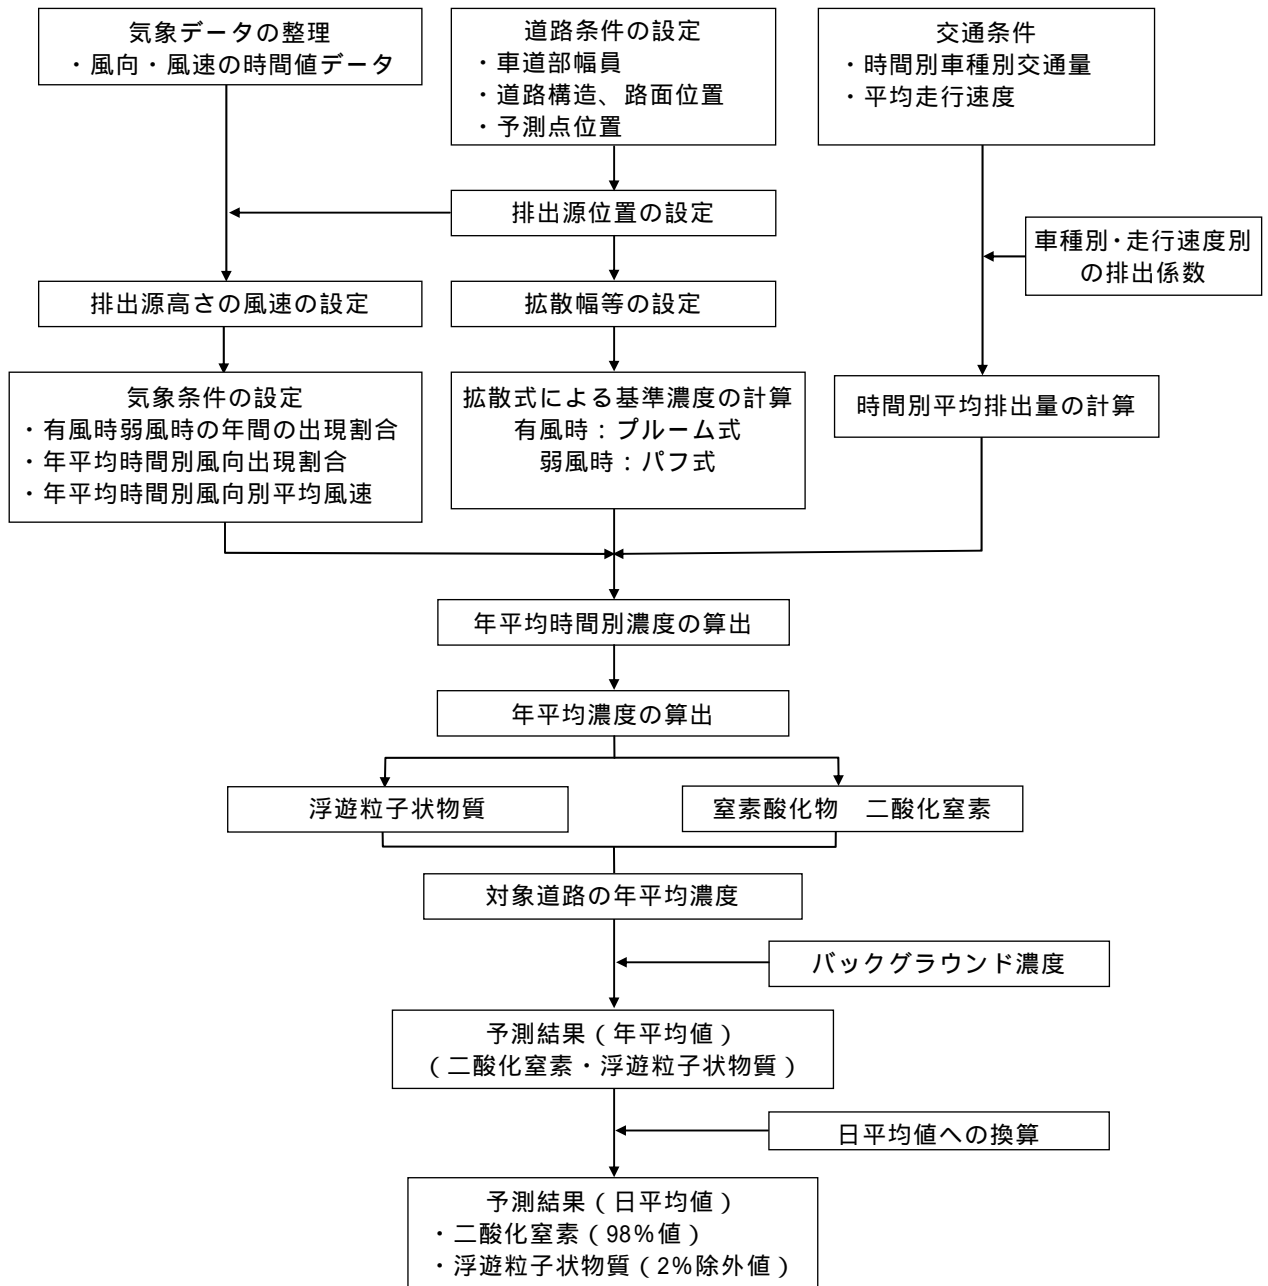 気象データの整理
・風向・風速の時間値データ
道路条件の設定
・車道部幅員
・道路構造、路面位置
・予測点位置
交通条件
・時間別車種別交通量
・平均走行速度
排出源位置の設定
車種別・走行速度別
の排出係数
排出源高さの風速の設定
拡散幅等の設定
気象条件の設定
・有風時弱風時の年間の出現割合
・年平均時間別風向出現割合
・年平均時間別風向別平均風速
拡散式による基準濃度の計算
有風時：プルーム式
弱風時：パフ式
時間別平均排出量の計算
年平均時間別濃度の算出
年平均濃度の算出
浮遊粒子状物質
窒素酸化物　二酸化窒素
対象道路の年平均濃度
バックグラウンド濃度
予測結果（年平均値）
（二酸化窒素・浮遊粒子状物質）
日平均値への換算
予測結果（日平均値）
・二酸化窒素（98%値）
・浮遊粒子状物質（2%除外値）